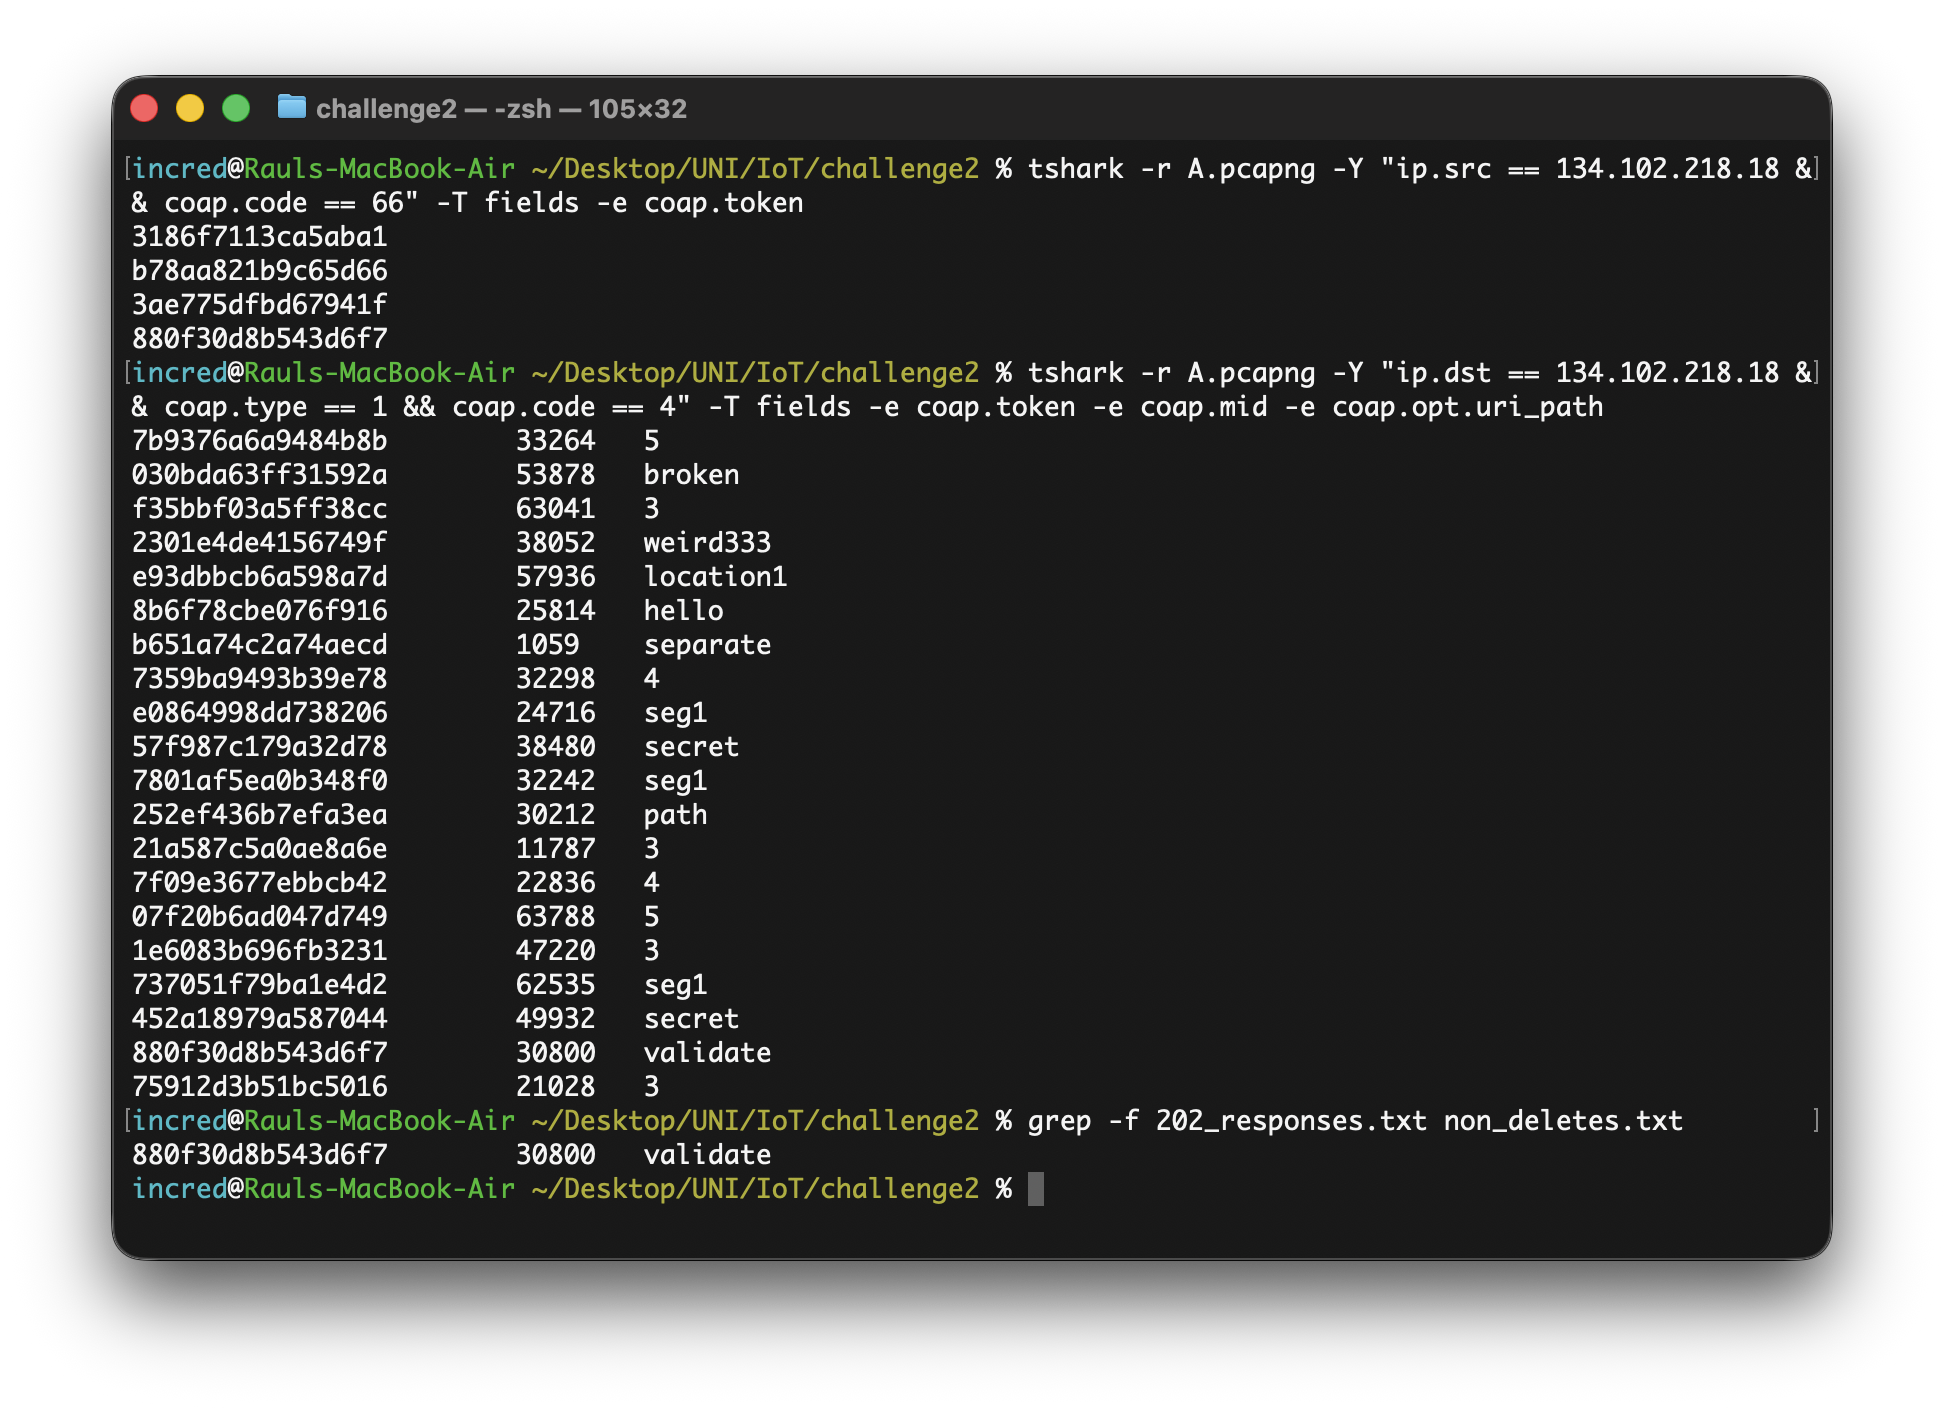 challenge2 — -zsh — 105×32
[incred@Rauls-MacBook-Air ~/Desktop/UNI/IoT/challenge2 % tshark -r A.pcapng -Y "ip.src == 134.102.218.18 &]
& coap.code == 66" -T fields -e coap.token
3186f7113ca5aba1
b78aa821b9c65d66
3ae775dfbd67941f
880f30d8b543d6f7
[incred@Rauls-MacBook-Air ~/Desktop/UNI/IoT/challenge2 % tshark -r A.pcapng -Y "ip.dst == 134.102.218.18 &]
& coap.type == 1 && coap.code == 4" -T fields -e coap.token -e coap.mid -e coap.opt.uri_path
7b9376a6a9484b8b 33264 5
030bda63ff31592a 53878 broken
f35bbf03a5ff38cc 63041 3
2301e4de4156749f 38052 weird333
e93dbbcb6a598a7d 57936 location1
8b6f78cbe076f916 25814 hello
b651a74c2a74aecd 1059 separate
7359ba9493b39e78 32298 4
e0864998dd738206 24716 seg1
57f987c179a32d78 38480 secret
7801af5ea0b348f0 32242 seg1
252ef436b7efa3ea 30212 path
21a587c5a0ae8a6e 11787 3
7f09e3677ebbcb42 22836 4
07f20b6ad047d749 63788 5
1e6083b696fb3231 47220 3
737051f79ba1e4d2 62535 seg1
452a18979a587044 49932 secret
880f30d8b543d6f7 30800 validate
75912d3b51bc5016 21028 3
[incred@Rauls-MacBook-Air ~/Desktop/UNI/IoT/challenge2 % grep -f 202_responses.txt non_deletes.txt ]
880f30d8b543d6f7 30800 validate
incred@Rauls-MacBook-Air ~/Desktop/UNI/IoT/challenge2 %